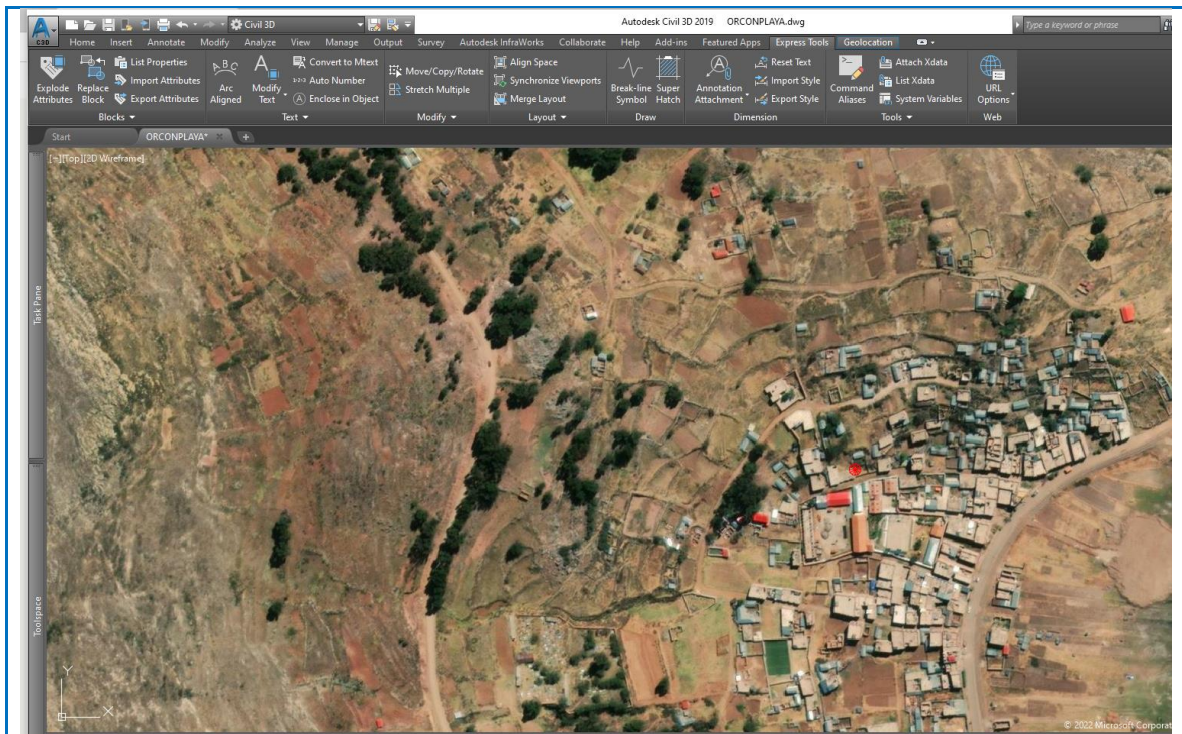 A
C3D
Civil 3D
Autodesk Civil 3D 2019 ORCONPLAYA.dwg
Type a keyword or phrase
Home Insert Annotate Modify Analyze View Manage Output Survey Autodesk InfraWorks Collaborate Help Add-ins Featured Apps Express Tools Geolocation
Explode Attributes
Replace Block
List Properties
Import Attributes
Export Attributes
Blocks
Arc Aligned
Modify Text
Convert to Mtext
Auto Number
Enclose in Object
Text
Move/Copy/Rotate
Stretch Multiple
Modify
Align Space
Synchronize Viewports
Merge Layout
Layout
Break-line Symbol
Super Hatch
Draw
Annotation Attachment
Reset Text
Import Style
Export Style
Dimension
Command Aliases
Attach Xdata
List Xdata
System Variables
Tools
URL Options
Web
Start
ORCONPLAYA*
[−][Top][2D Wireframe]
Task Pane
Toolspace
Y
X
© 2022 Microsoft Corporat